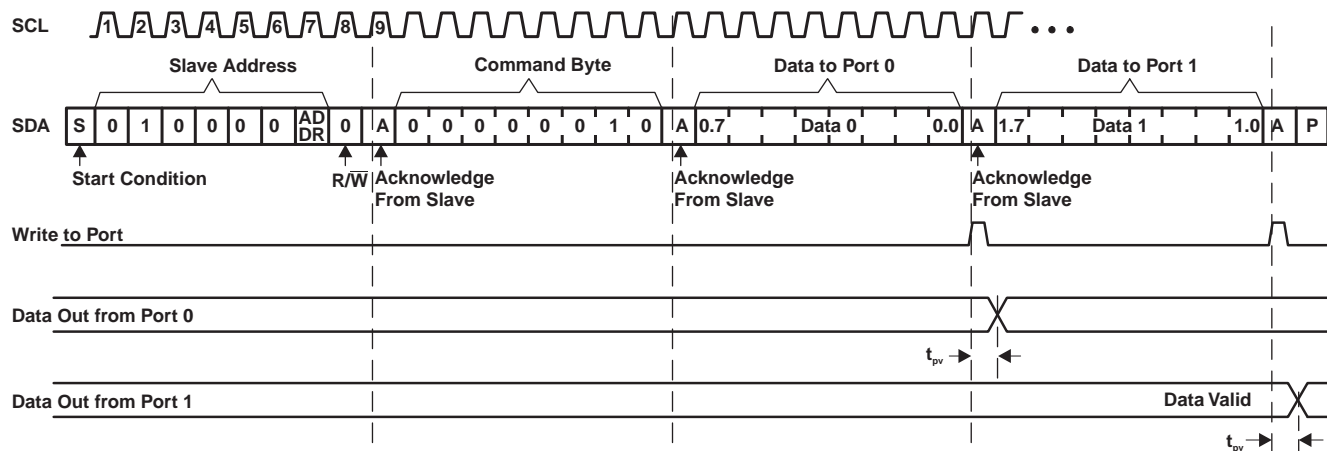 SCL 1 2 3 4 5 6 7 8 9 • • •
Slave Address Command Byte Data to Port 0 Data to Port 1
SDA S 0 1 0 0 0 0 AD DR 0 A 0 0 0 0 0 0 1 0 A 0.7 Data 0 0.0 A 1.7 Data 1 1.0 A P
Start Condition R/W̅ Acknowledge From Slave Acknowledge From Slave Acknowledge From Slave
Write to Port
Data Out from Port 0
tpv
Data Out from Port 1 Data Valid
tpv